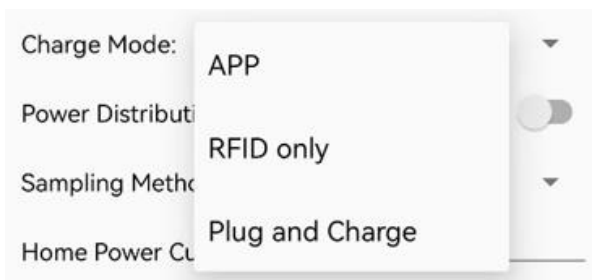 Charge Mode:
APP
Power Distributi
RFID only
Sampling Metho
Plug and Charge
Home Power Cu